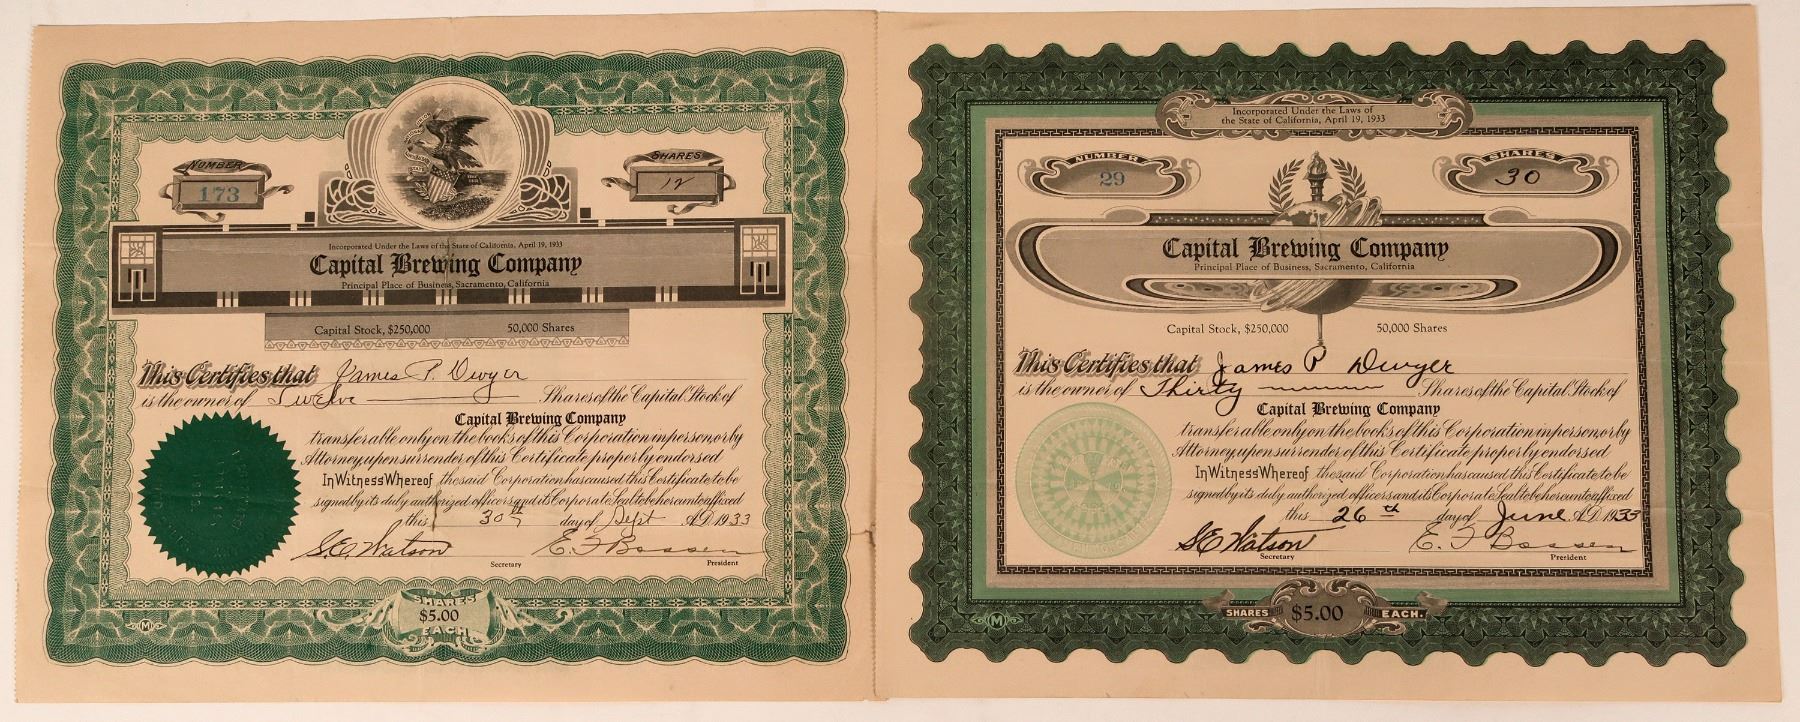 NUMBER
173
SHARES
12
Incorporated Under the Laws of the State of California, April 19, 1933
Capital Brewing Company
Principal Place of Business, Sacramento, California
Capital Stock, $250,000 50,000 Shares
This Certifies that James P. Dwyer
is the owner of Twelve Shares of the Capital Stock of
Capital Brewing Company
transferable only on the books of this Corporation in person or by
Attorney upon surrender of this Certificate properly endorsed
In Witness Whereof the said Corporation has caused this Certificate to be
signed by its duly authorized officers and its Corporate Seal to be hereunto affixed
this 30th day of Sept A.D. 1933
S.E. Watson E. F. Bossen
Secretary President
SHARES
$5.00
EACH
M
Incorporated Under the Laws of
the State of California, April 19, 1933
NUMBER
29
SHARES
30
Capital Brewing Company
Principal Place of Business, Sacramento, California
Capital Stock, $250,000 50,000 Shares
This Certifies that James P Dwyer
is the owner of Thirty Shares of the Capital Stock of
Capital Brewing Company
transferable only on the books of this Corporation in person or by
Attorney upon surrender of this Certificate properly endorsed
In Witness Whereof the said Corporation has caused this Certificate to be
signed by its duly authorized officers and its Corporate Seal to be hereunto affixed
this 26th day of June A.D. 1933
S E Watson E. F Bossen
Secretary President
SHARES $5.00 EACH.
M